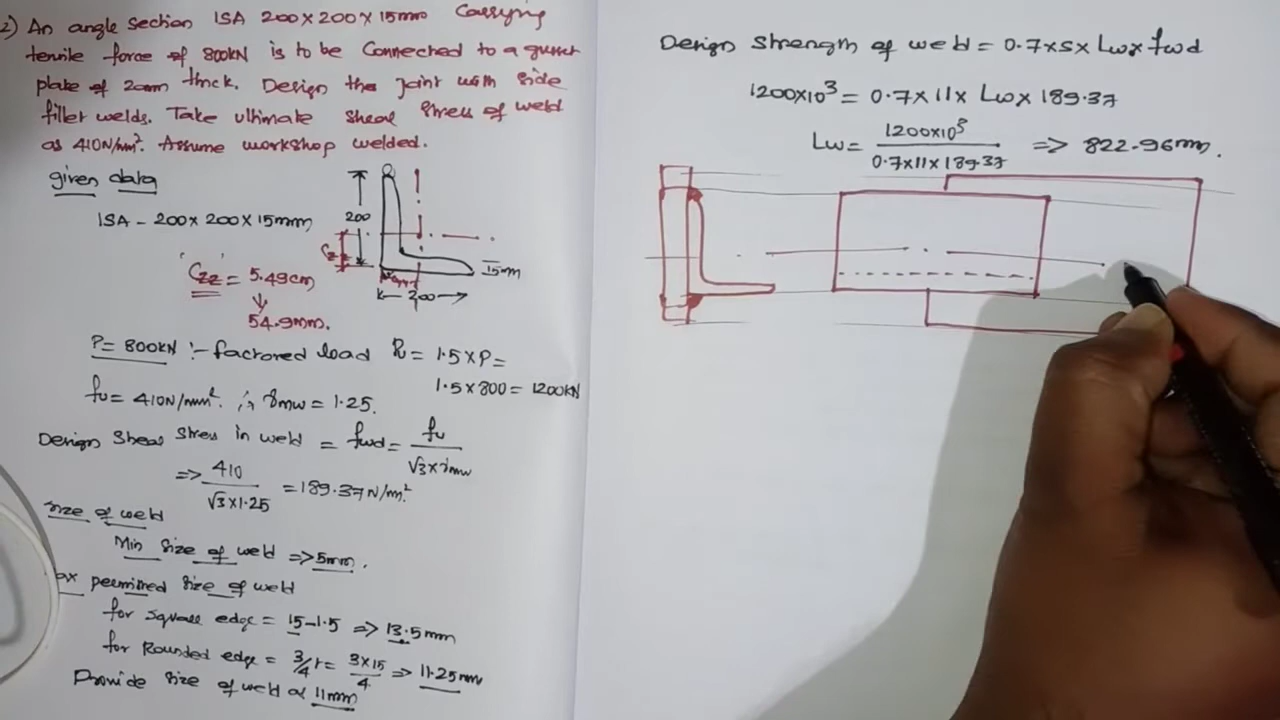 2) An angle section ISA 200×200×15mm Carrying
tensile force of 800kN is to be Connected to a gusset
plate of 20mm thick. Design the Joint with side
fillet welds. Take ultimate shear stress of weld
as 410N/mm². Assume workshop welded.
given data
ISA - 200×200×15mm
200
Czz
15mm
200
"Czz" = 5.49cm
↓
54.9mm.
P= 800kN :- factored load Pu = 1.5×P=
1.5×800 = 1200kN
fu= 410N/mm². ∴ γmw = 1.25.
Design shear stress in weld = fwd= fu/√3×γmw
=> 410/√3×1.25 = 189.37N/m²
size of weld
Min size of weld => 5mm.
permitted size of weld
for square edge = 15-1.5 => 13.5mm
for Rounded edge = 3/4 t = 3×15/4 => 11.25mm
Provide size of weld as 11mm
Design strength of weld = 0.7×S×Lw×fwd
1200×10³ = 0.7×11×Lw×189.37
Lw= 1200×10³/0.7×11×189.37 => 822.96mm.